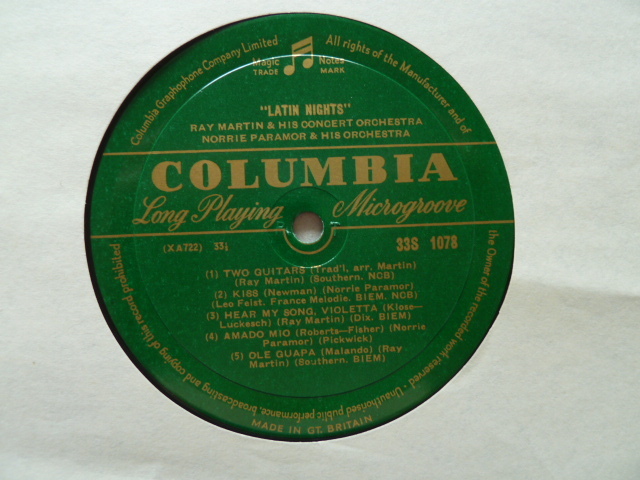 Columbia Graphophone Company Limited
Magic Notes
TRADE MARK
All rights of the Manufacturer and of
the Owner of the recorded work reserved - Unauthorised public performance, broadcasting and copying of this record prohibited
"LATIN NIGHTS"
RAY MARTIN & HIS CONCERT ORCHESTRA
NORRIE PARAMOR & HIS ORCHESTRA
COLUMBIA
Long Playing Microgroove
(XA722) 33⅓ 33S 1078
(1) TWO GUITARS (Trad'l, arr. Martin)
(Ray Martin) (Southern. NCB)
(2) KISS (Newman) (Norrie Paramor)
(Leo Feist. France Melodie. BIEM. NCB)
(3) HEAR MY SONG, VIOLETTA (Klose—
Luckesch) (Ray Martin) (Dix. BIEM)
(4) AMADO MIO (Roberts—Fisher) (Norrie
Paramor) (Pickwick)
(5) OLE GUAPA (Malando) (Ray
Martin) (Southern. BIEM)
MADE IN GT. BRITAIN